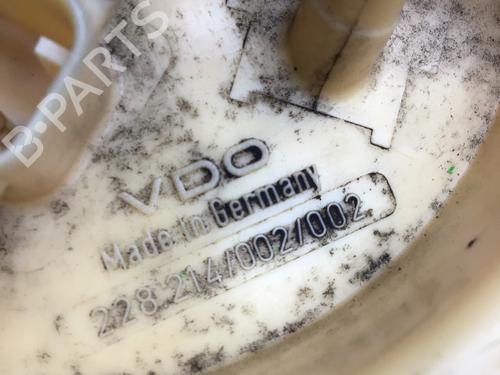 B-PARTS
VDO
Made in Germany
228 214/002/002